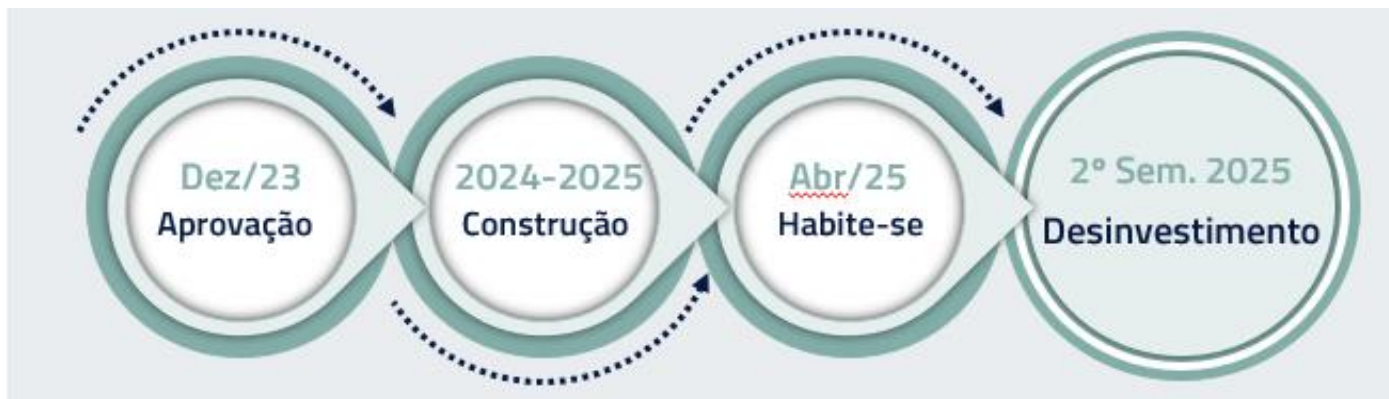 Dez/23
Aprovação
2024-2025
Construção
Abr/25
Habite-se
2º Sem. 2025
Desinvestimento